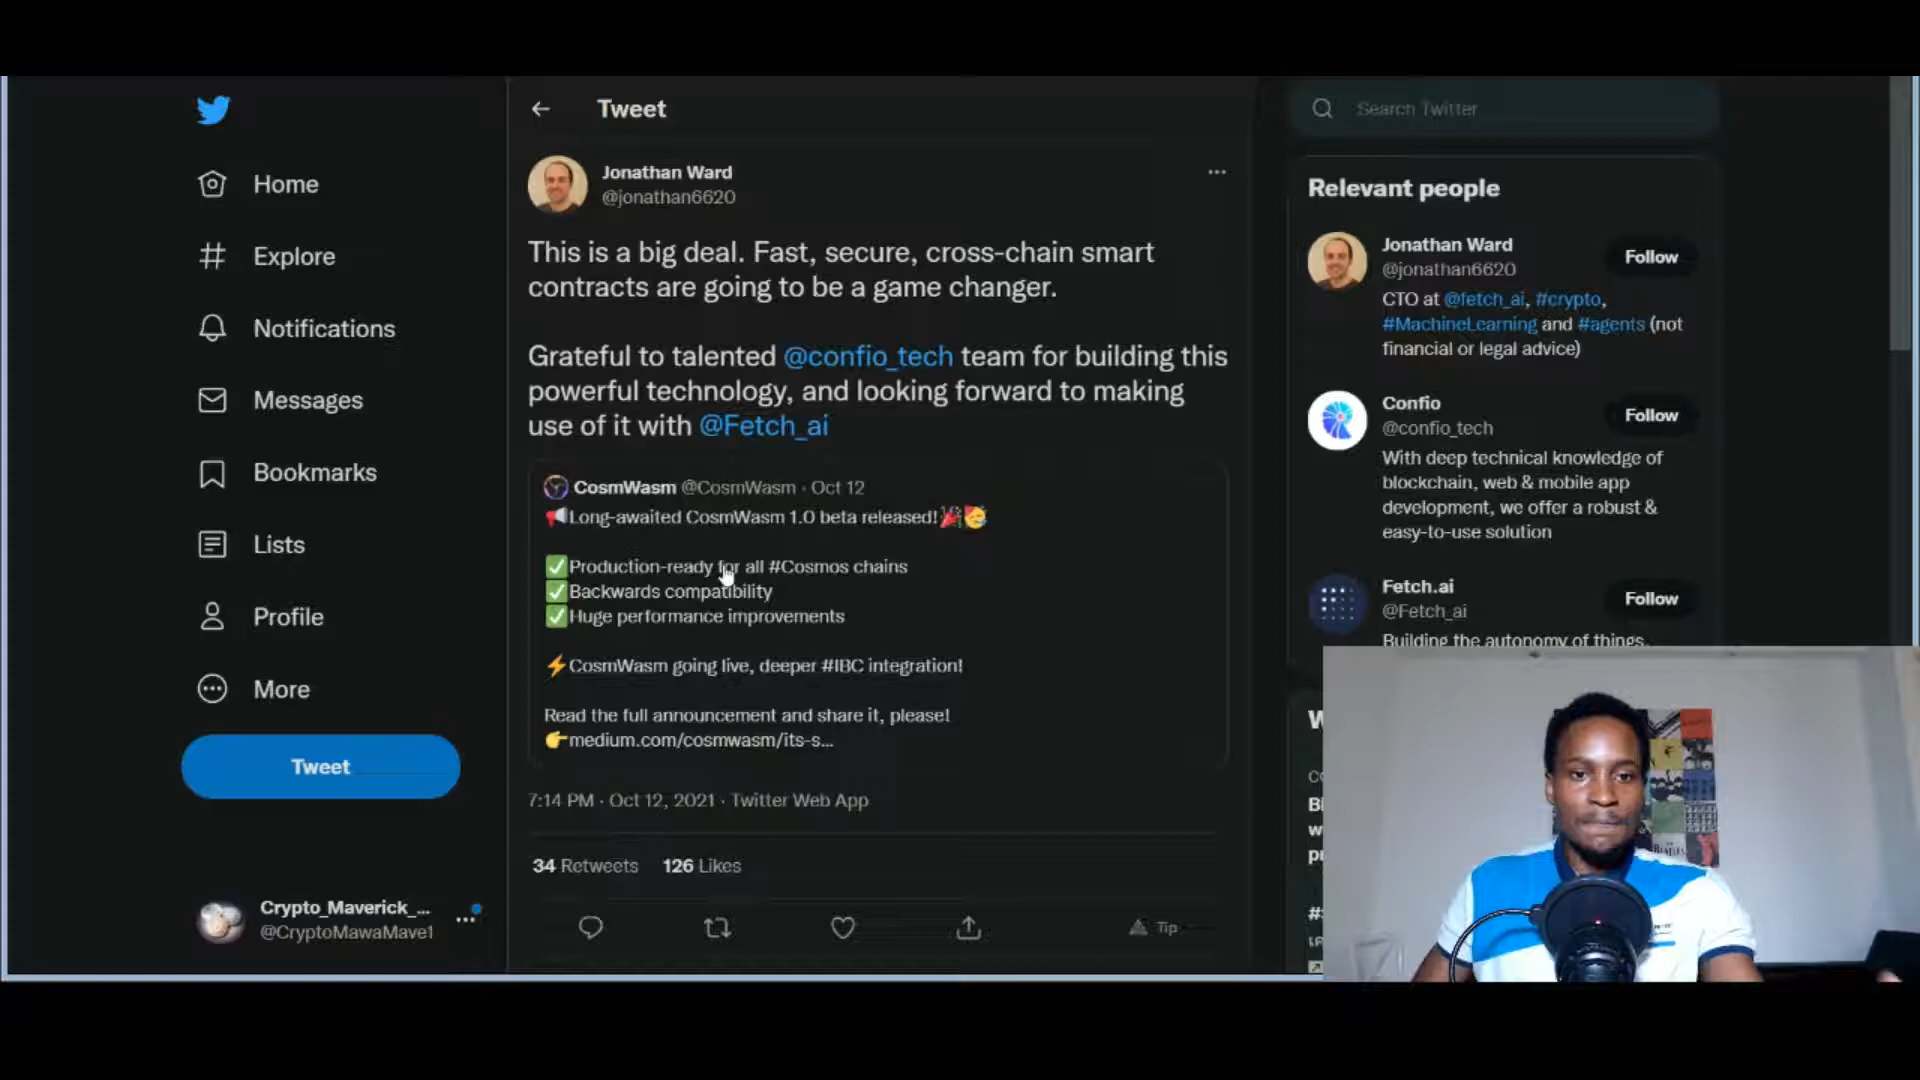 Home
Explore
Notifications
Messages
Bookmarks
Lists
Profile
More
Tweet
Crypto_Maverick_...
@CryptoMawaMave1
Tweet
Jonathan Ward
@jonathan6620
This is a big deal. Fast, secure, cross-chain smart
contracts are going to be a game changer.
Grateful to talented @confio_tech team for building this
powerful technology, and looking forward to making
use of it with @Fetch_ai
CosmWasm @CosmWasm · Oct 12
📢Long-awaited CosmWasm 1.0 beta released!🎉🥳
✅Production-ready for all #Cosmos chains
✅Backwards compatibility
✅Huge performance improvements
⚡CosmWasm going live, deeper #IBC integration!
Read the full announcement and share it, please!
👉medium.com/cosmwasm/its-s...
7:14 PM · Oct 12, 2021 · Twitter Web App
34 Retweets 126 Likes
Tip
Search Twitter
Relevant people
Jonathan Ward
@jonathan6620
Follow
CTO at @fetch_ai, #crypto,
#MachineLearning and #agents (not
financial or legal advice)
Confio
@confio_tech
Follow
With deep technical knowledge of
blockchain, web & mobile app
development, we offer a robust &
easy-to-use solution
Fetch.ai
@Fetch_ai
Follow
Building the autonomy of things.